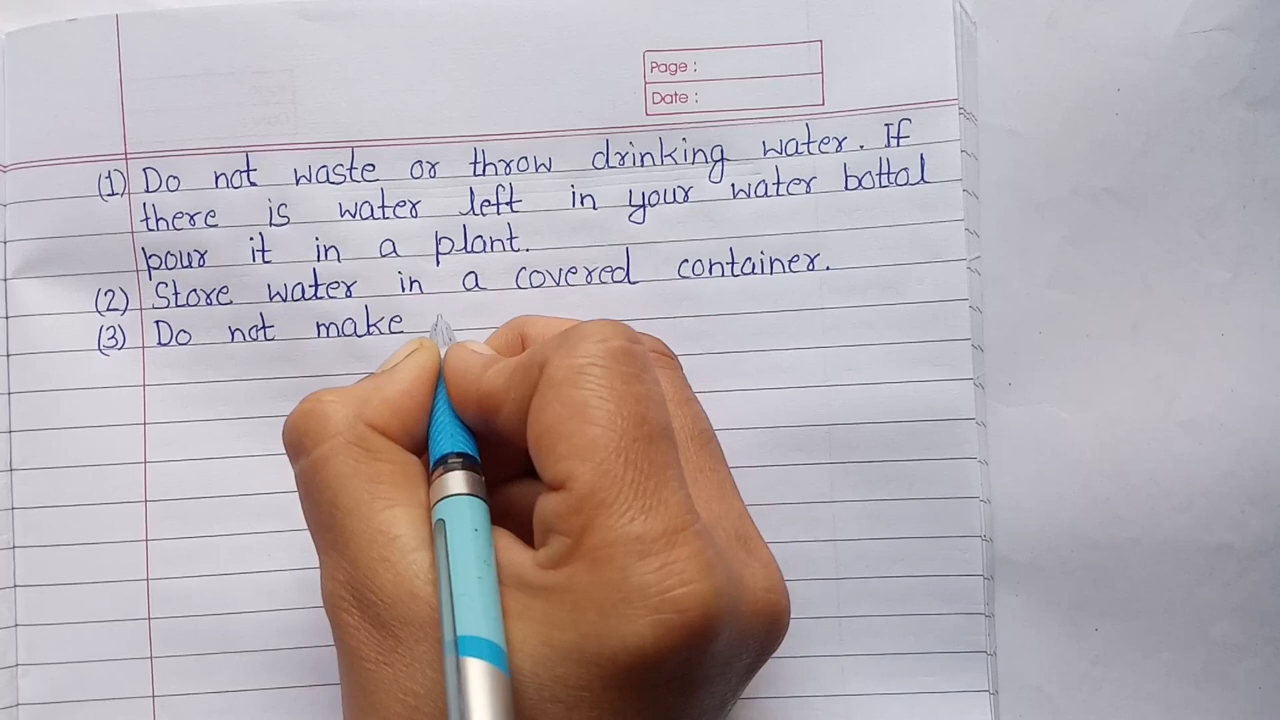 Page :
Date :
(1) Do not waste or throw drinking water. If
there is water left in your water bottal
pour it in a plant.
(2) Store water in a covered container.
(3) Do not make